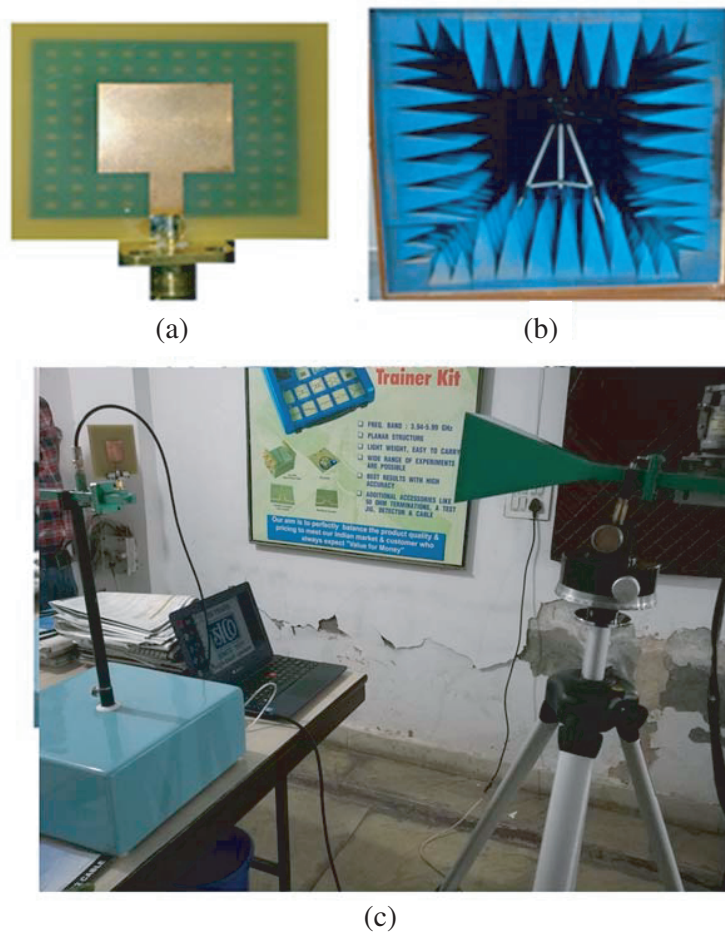 (a)
(b)
Trainer Kit
❑ FREQ. BAND : 3.94-5.99 GHz
❑ PLANAR STRUCTURE
❑ LIGHT WEIGHT, EASY TO CARRY
❑ WIDE RANGE OF EXPERIMENTS
ARE POSSIBLE
❑ BEST RESULTS WITH HIGH
ACCURACY
❑ ADDITIONAL ACCESSORIES LIKE
50 OHM TERMINATIONS, A TEST
JIG, DETECTOR & CABLE
Our aim is to perfectly balance the product quality &
pricing to meet our Indian market & customer who
always expect "Value for Money"
CABLE
(c)